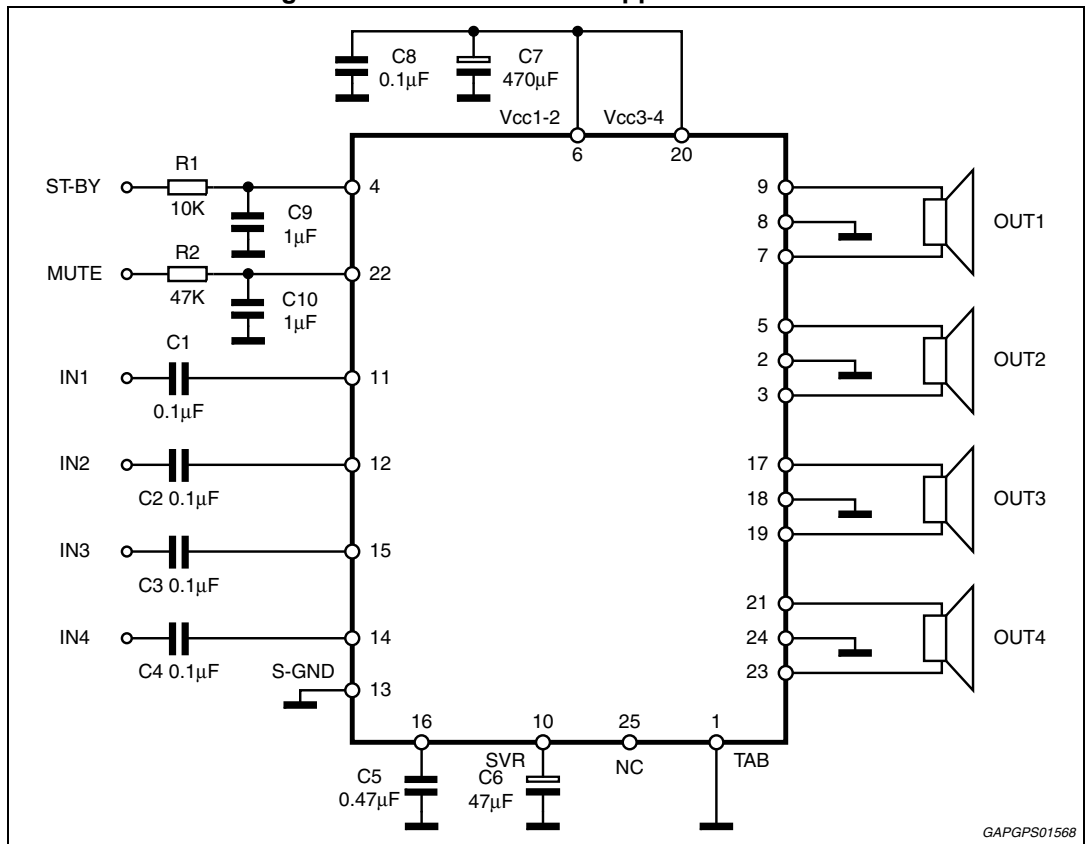 C8
0.1µF
C7
470µF
Vcc1-2
Vcc3-4
6
20
ST-BY
R1
10K
4
C9
1µF
MUTE
R2
47K
22
C10
1µF
IN1
C1
0.1µF
11
IN2
C2 0.1µF
12
IN3
C3 0.1µF
15
IN4
C4 0.1µF
14
S-GND
13
9
8
7
OUT1
5
2
3
OUT2
17
18
19
OUT3
21
24
23
OUT4
16
10
25
1
SVR
NC
TAB
C5
0.47µF
C6
47µF
GAPGPS01568